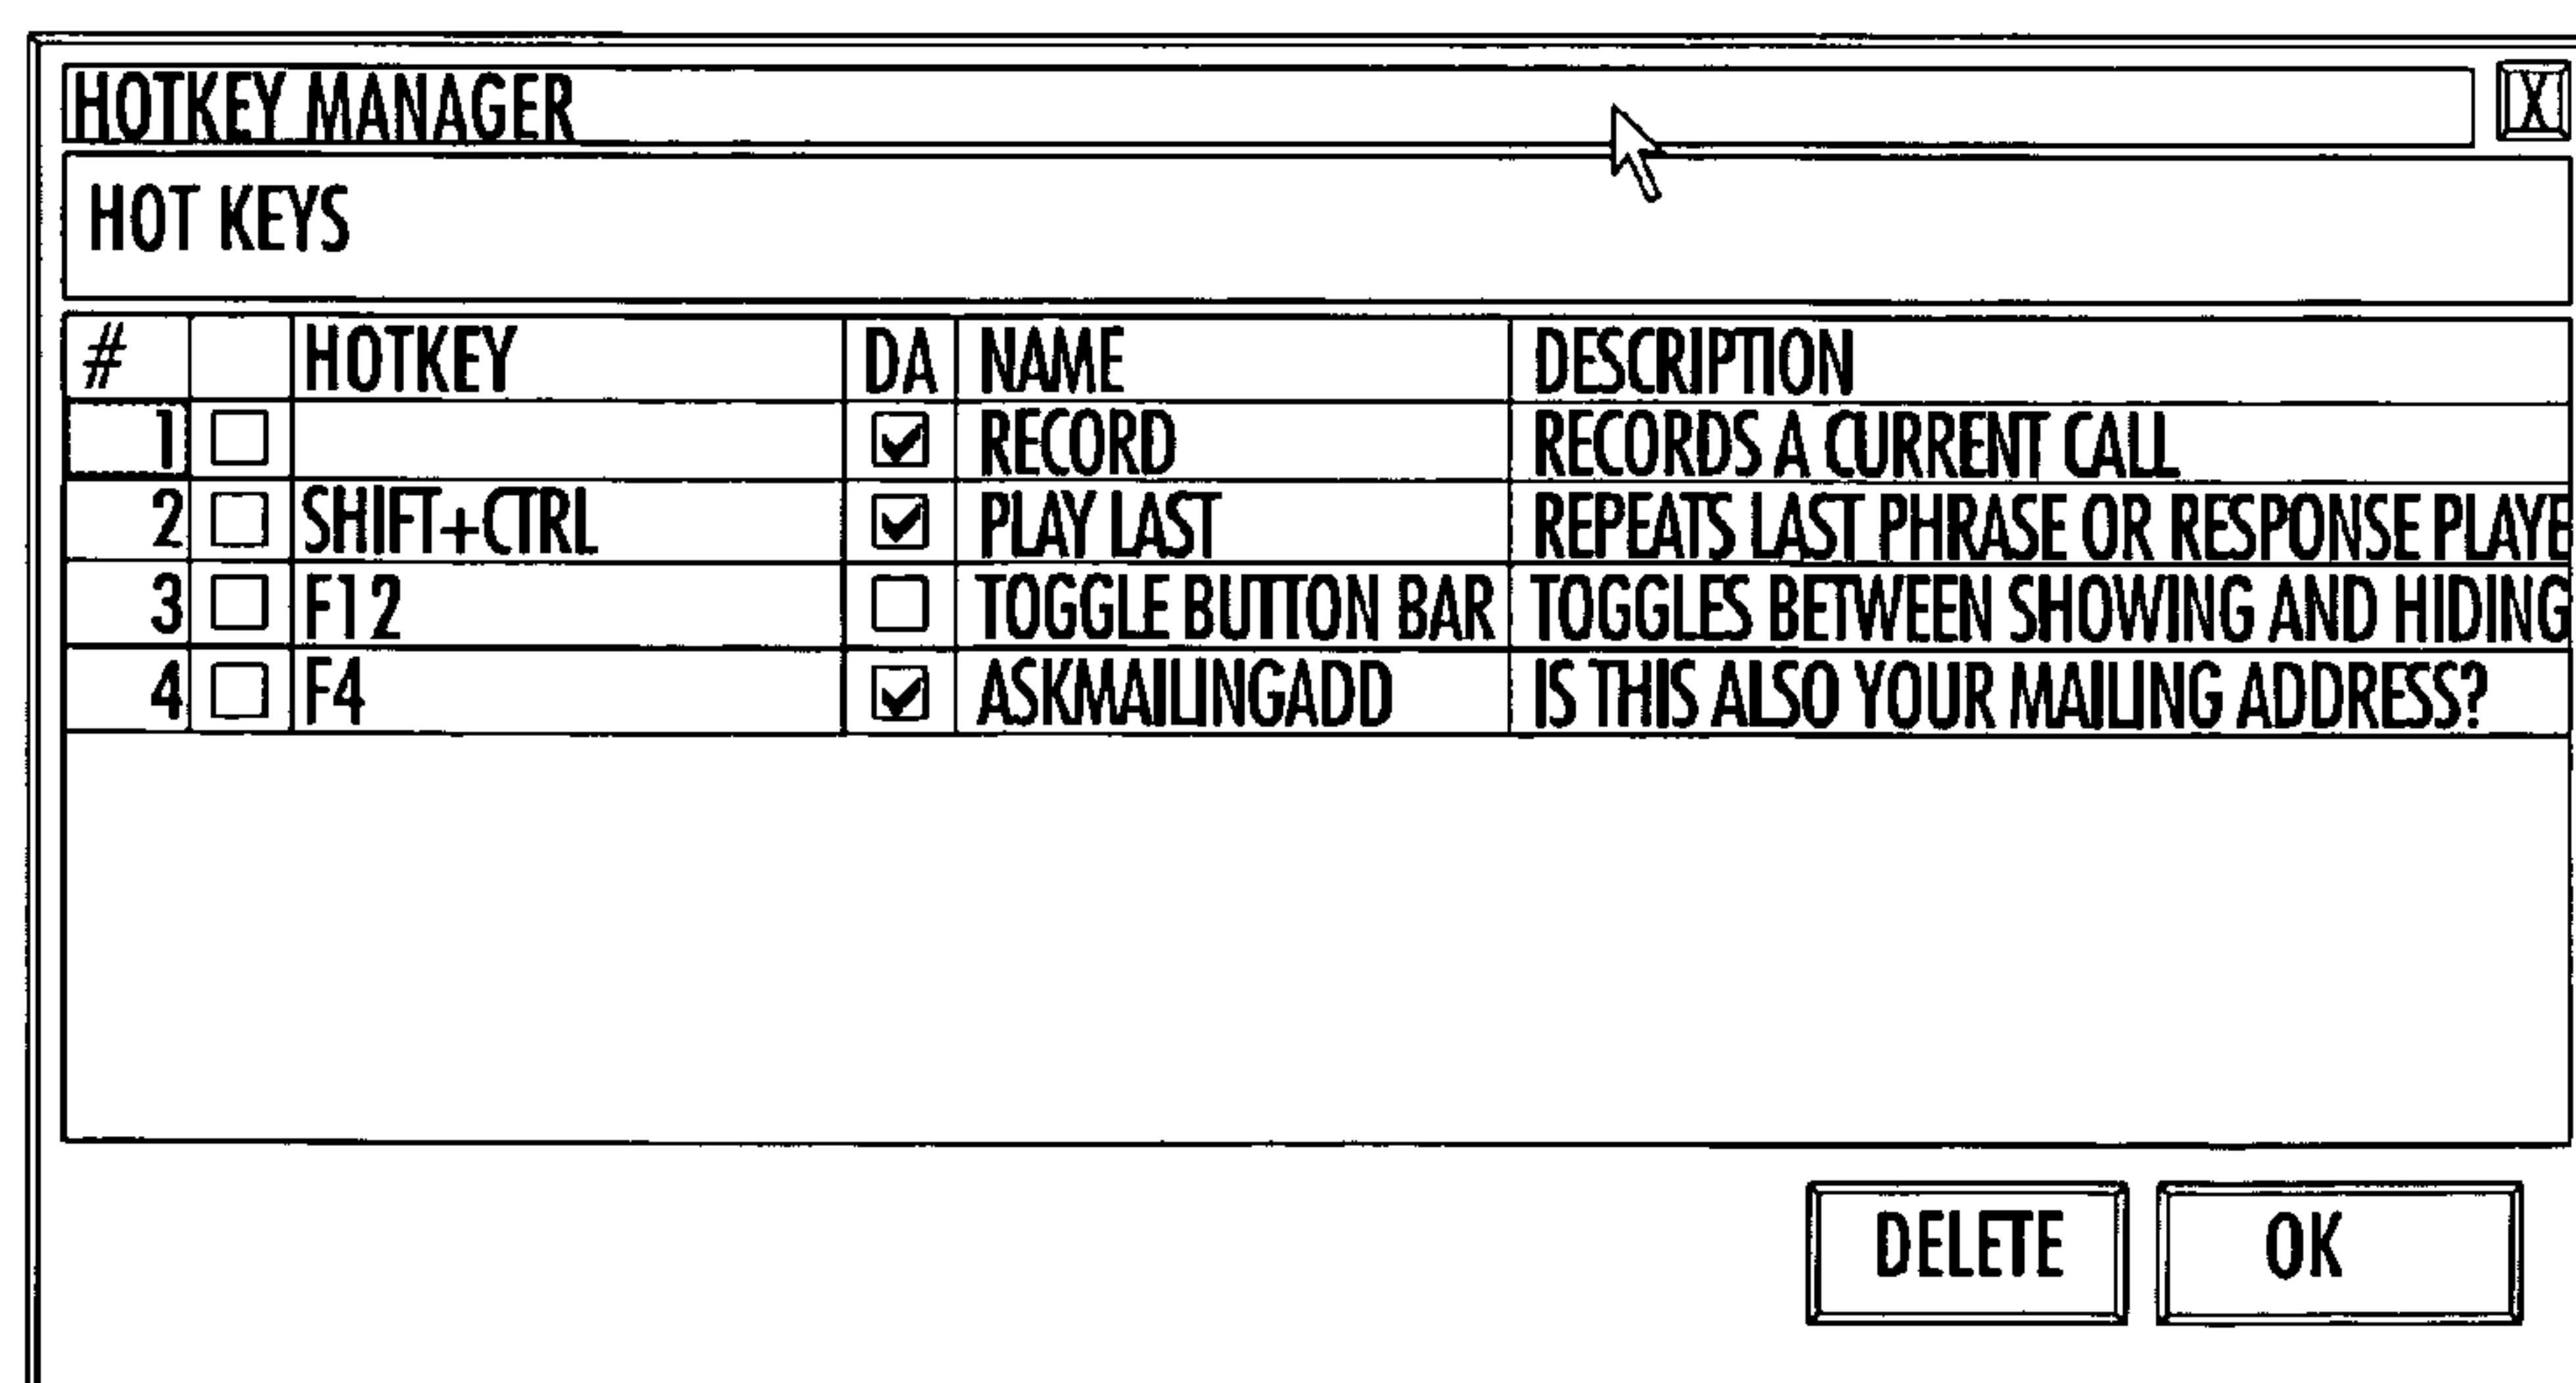 HOTKEY MANAGER X
HOT KEYS
# HOTKEY DA NAME DESCRIPTION
1 RECORD RECORDS A CURRENT CALL
2 SHIFT+CTRL PLAY LAST REPEATS LAST PHRASE OR RESPONSE PLAYE
3 F12 TOGGLE BUTTON BAR TOGGLES BETWEEN SHOWING AND HIDING
4 F4 ASKMAILINGADD IS THIS ALSO YOUR MAILING ADDRESS?
DELETE OK